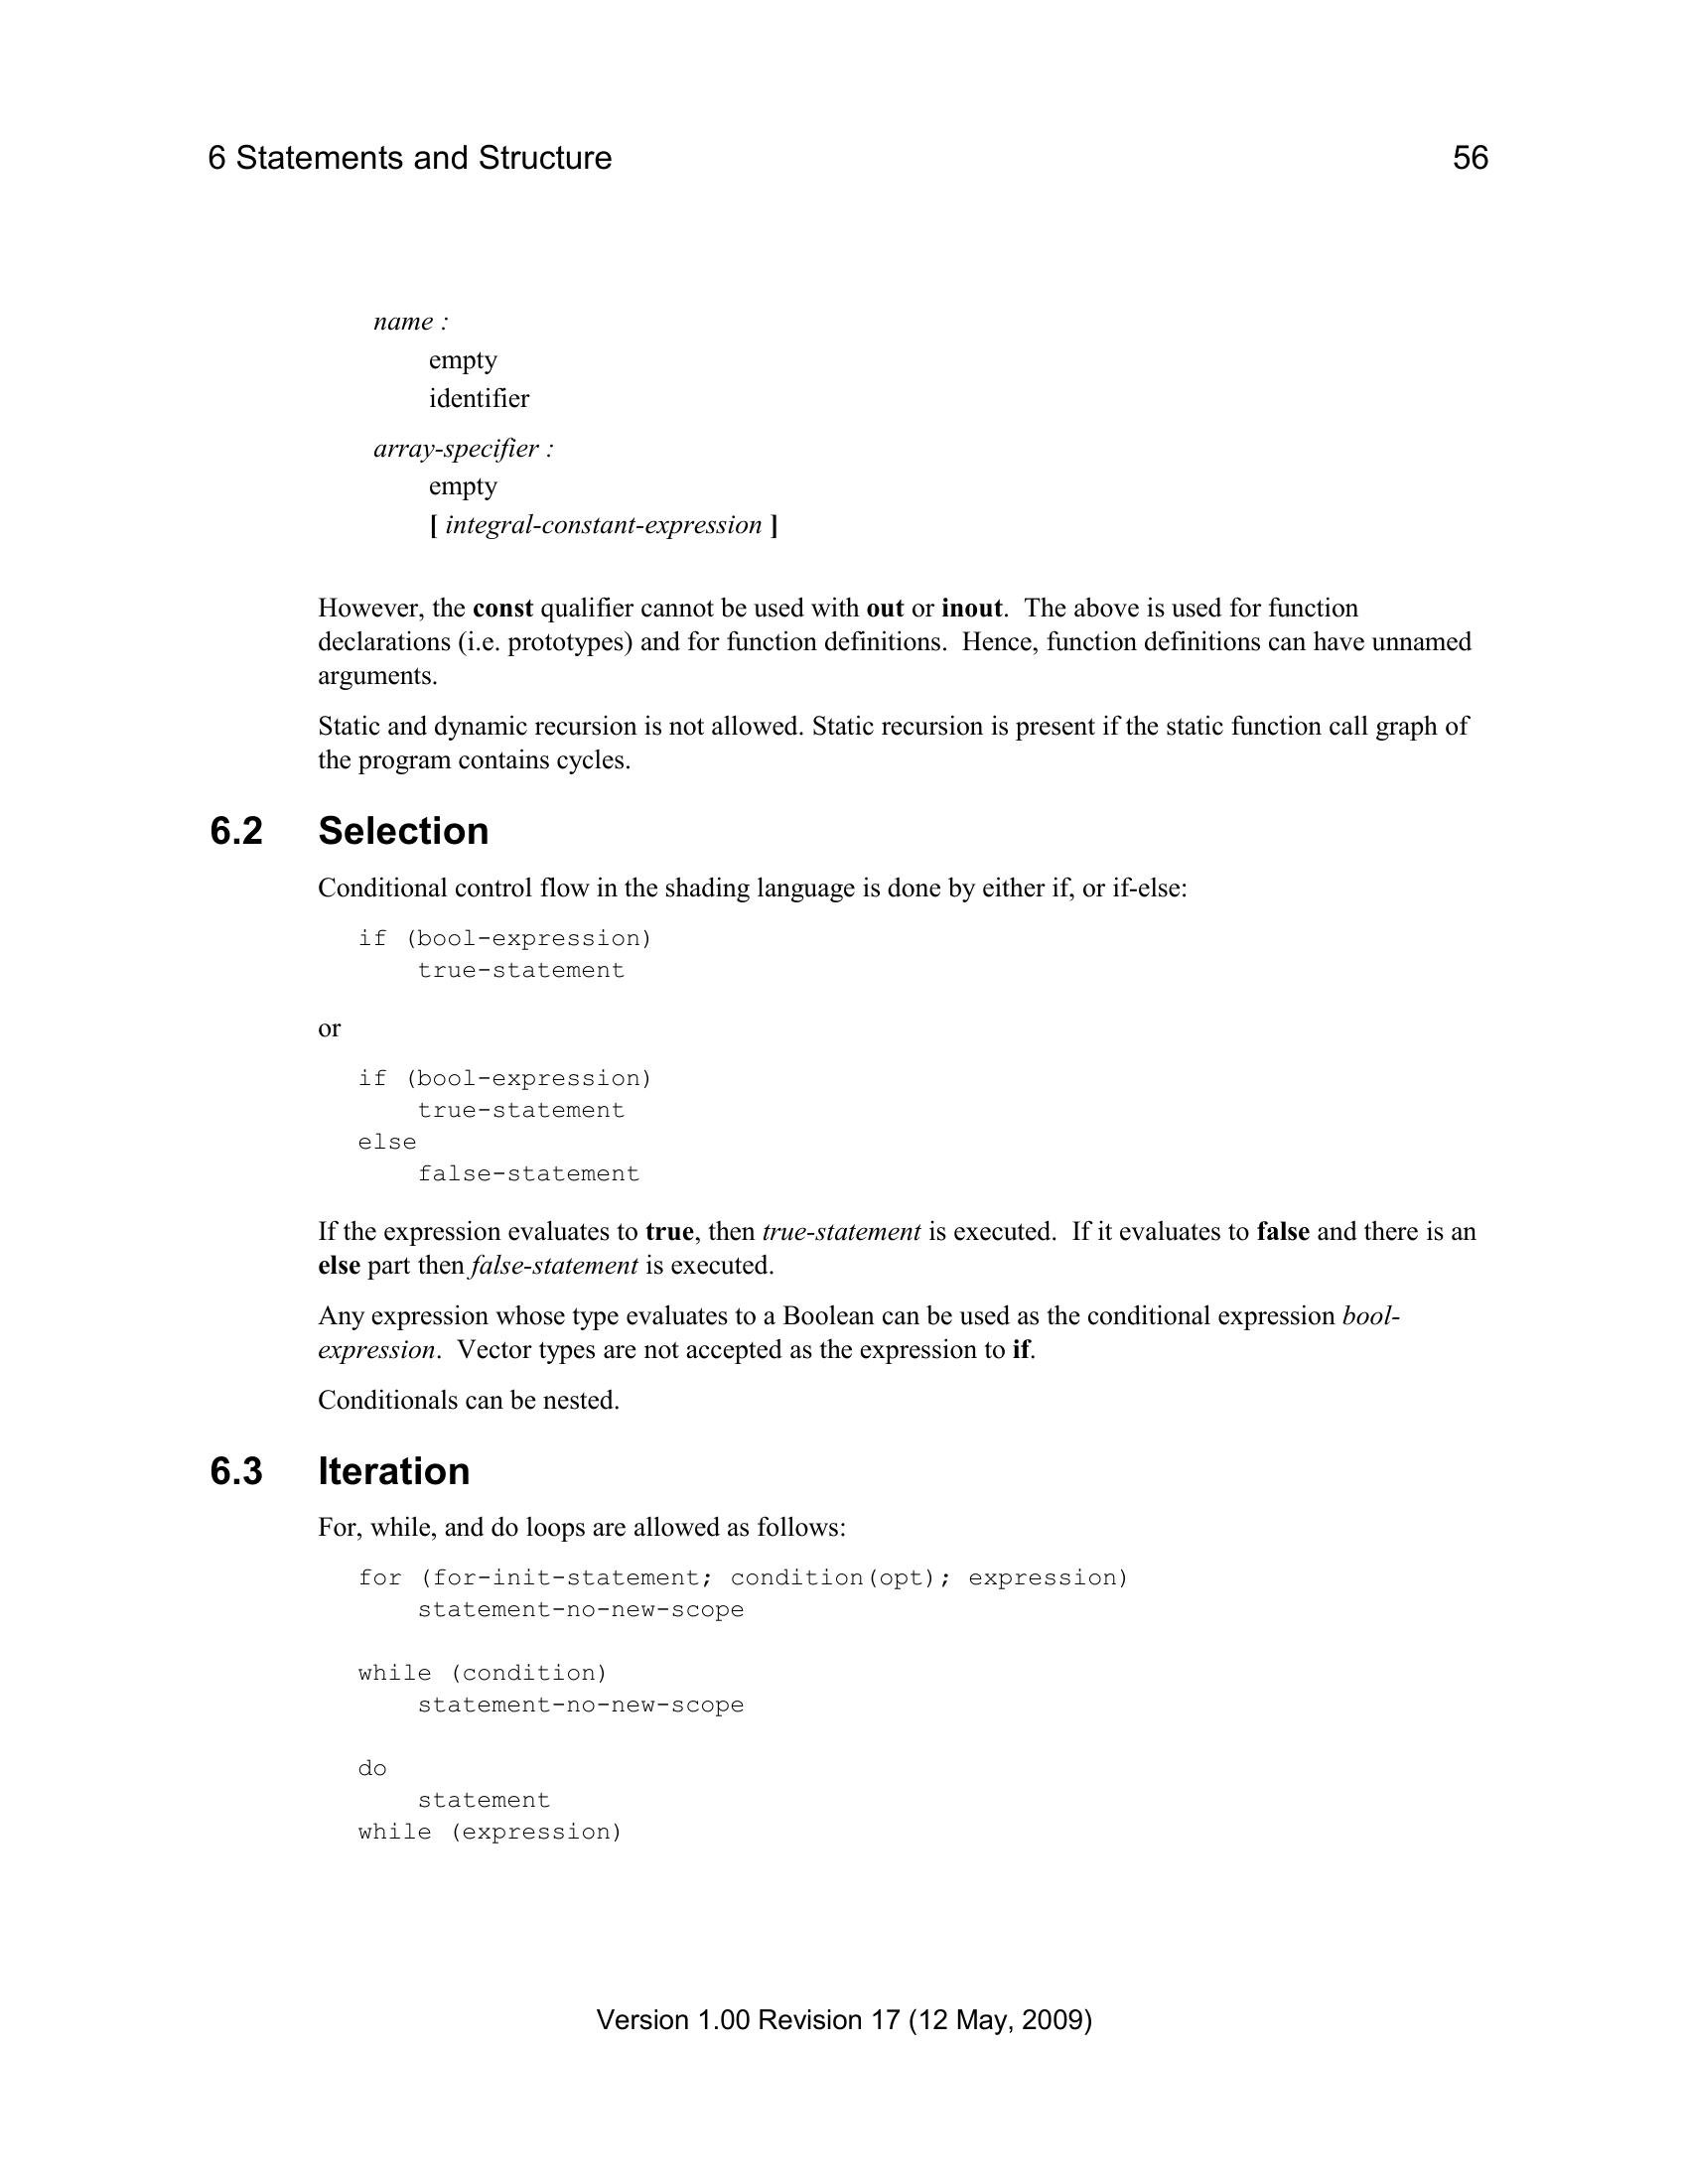 6 Statements and Structure 56
name :
empty
identifier
array-specifier :
empty
[ integral-constant-expression ]
However, the const qualifier cannot be used with out or inout.  The above is used for function
declarations (i.e. prototypes) and for function definitions.  Hence, function definitions can have unnamed
arguments.
Static and dynamic recursion is not allowed. Static recursion is present if the static function call graph of
the program contains cycles.
6.2 Selection
Conditional control flow in the shading language is done by either if, or if-else:
if (bool-expression)
    true-statement
or
if (bool-expression)
    true-statement
else
    false-statement
If the expression evaluates to true, then true-statement is executed.  If it evaluates to false and there is an
else part then false-statement is executed.
Any expression whose type evaluates to a Boolean can be used as the conditional expression bool-
expression.  Vector types are not accepted as the expression to if.
Conditionals can be nested.
6.3 Iteration
For, while, and do loops are allowed as follows:
for (for-init-statement; condition(opt); expression)
    statement-no-new-scope
while (condition)
    statement-no-new-scope
do
    statement
while (expression)
Version 1.00 Revision 17 (12 May, 2009)